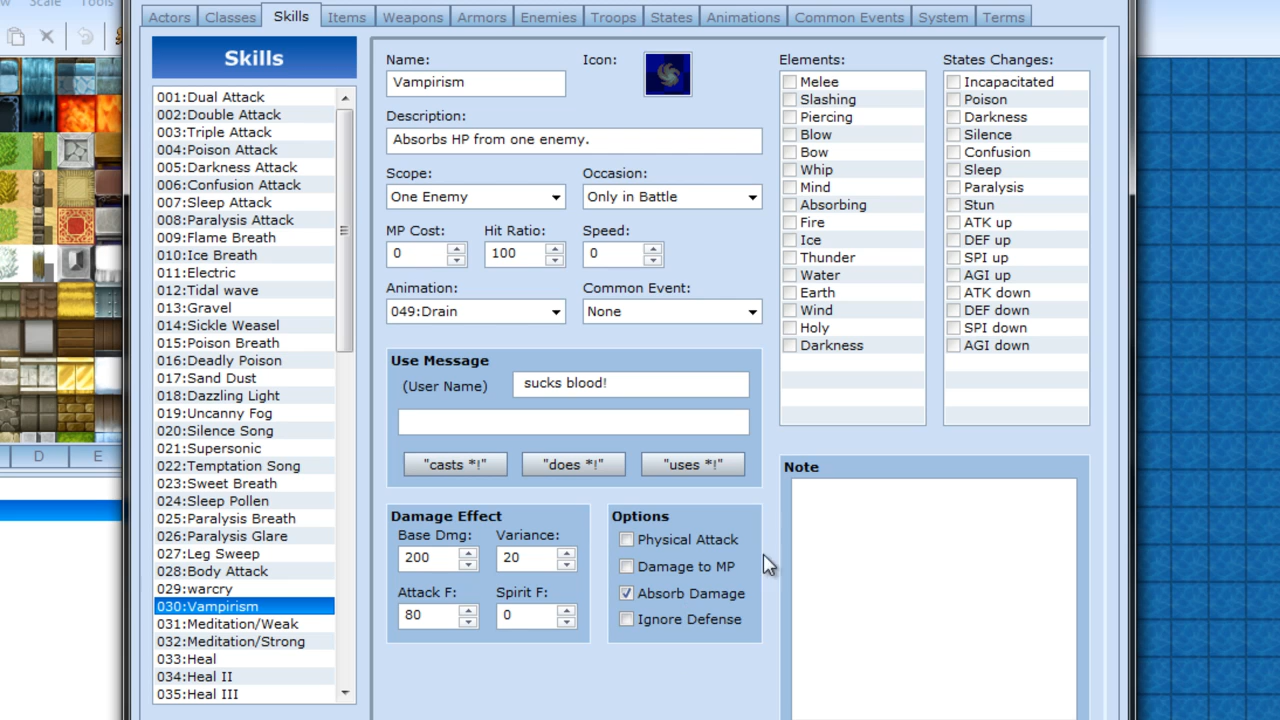 Scale Tools
Actors Classes Skills Items Weapons Armors Enemies Troops States Animations Common Events System Terms
Skills
001:Dual Attack
002:Double Attack
003:Triple Attack
004:Poison Attack
005:Darkness Attack
006:Confusion Attack
007:Sleep Attack
008:Paralysis Attack
009:Flame Breath
010:Ice Breath
011:Electric
012:Tidal wave
013:Gravel
014:Sickle Weasel
015:Poison Breath
016:Deadly Poison
017:Sand Dust
018:Dazzling Light
019:Uncanny Fog
020:Silence Song
021:Supersonic
022:Temptation Song
023:Sweet Breath
024:Sleep Pollen
025:Paralysis Breath
026:Paralysis Glare
027:Leg Sweep
028:Body Attack
029:warcry
030:Vampirism
031:Meditation/Weak
032:Meditation/Strong
033:Heal
034:Heal II
035:Heal III
D E
Name: Icon:
Vampirism
Description:
Absorbs HP from one enemy.
Scope: Occasion:
One Enemy Only in Battle
MP Cost: Hit Ratio: Speed:
0 100 0
Animation: Common Event:
049:Drain None
Use Message
(User Name) sucks blood!
"casts *!" "does *!" "uses *!"
Damage Effect
Base Dmg: Variance:
200 20
Attack F: Spirit F:
80 0
Options
Physical Attack
Damage to MP
Absorb Damage
Ignore Defense
Elements:
Melee
Slashing
Piercing
Blow
Bow
Whip
Mind
Absorbing
Fire
Ice
Thunder
Water
Earth
Wind
Holy
Darkness
States Changes:
Incapacitated
Poison
Darkness
Silence
Confusion
Sleep
Paralysis
Stun
ATK up
DEF up
SPI up
AGI up
ATK down
DEF down
SPI down
AGI down
Note